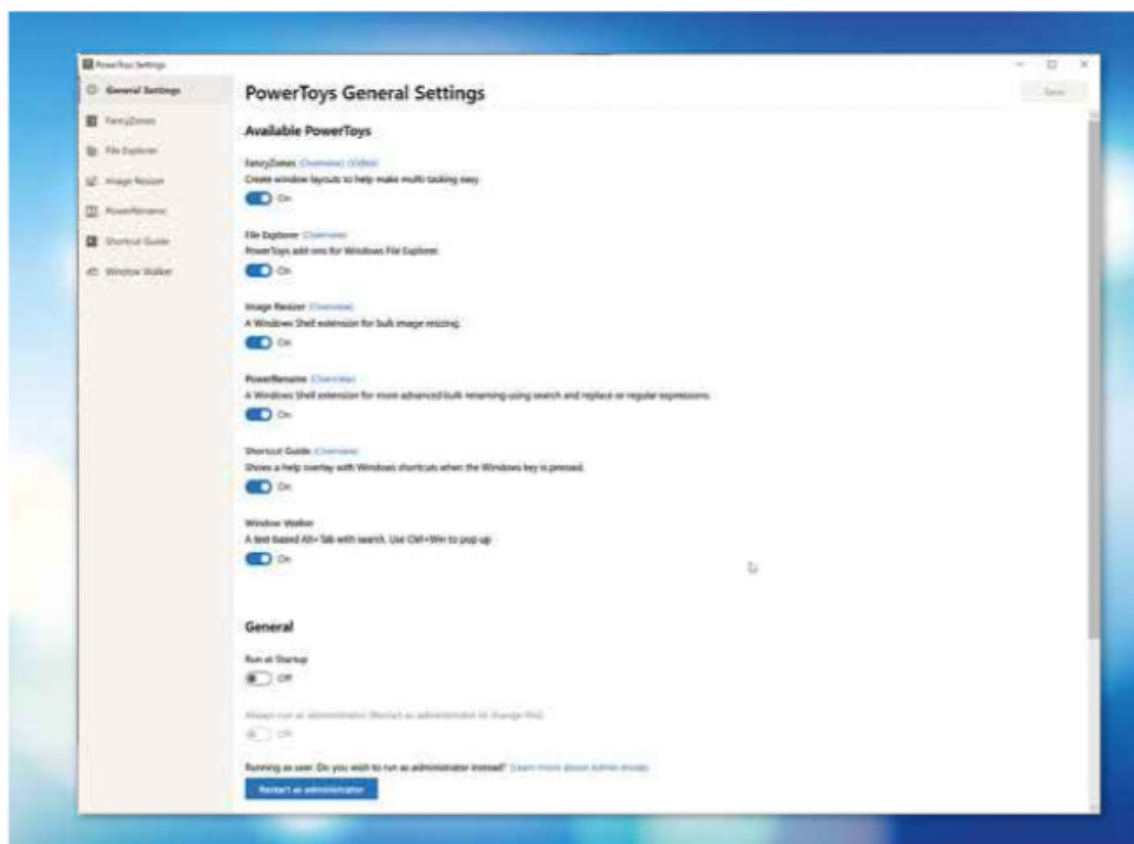 PowerToys Settings
General Settings
FancyZones
File Explorer
Image Resizer
PowerRename
Shortcut Guide
Window Walker
PowerToys General Settings
Save
Available PowerToys
FancyZones (Overview) (Video)
Create window layouts to help make multi-tasking easy
On
File Explorer (Overview)
PowerToys add-ons for Windows File Explorer
On
Image Resizer (Overview)
A Windows Shell extension for bulk image resizing.
On
PowerRename (Overview)
A Windows Shell extension for more advanced bulk renaming using search and replace or regular expressions.
On
Shortcut Guide (Overview)
Shows a help overlay with Windows shortcuts when the Windows key is pressed.
On
Window Walker
A text-based Alt+Tab with search. Use Ctrl+Win to pop up
On
General
Run at Startup
Off
Always run as administrator (Restart as administrator to change this)
Off
Running as user. Do you wish to run as administrator instead? (Learn more about Admin mode)
Restart as administrator